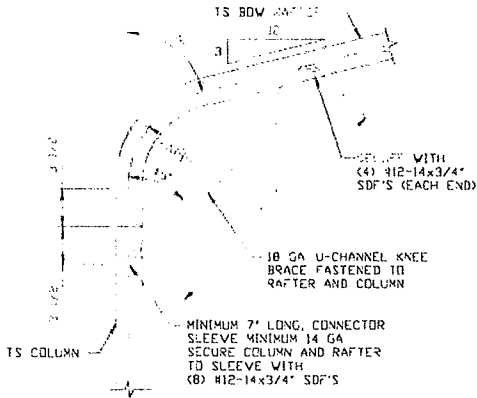 TS BOW
12
3
WITH
(4) #12-14x3/4"
SDF'S (EACH END)
18 GA U-CHANNEL KNEE
BRACE FASTENED TO
RAFTER AND COLUMN
MINIMUM 7" LONG, CONNECTOR
SLEEVE MINIMUM 14 GA
SECURE COLUMN AND RAFTER
TO SLEEVE WITH
(8) #12-14x3/4" SDF'S
TS COLUMN